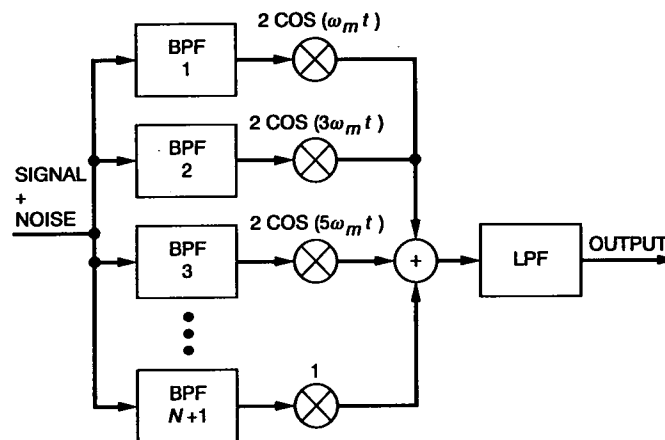 2 COS (ωₘt)
BPF
1
2 COS (3ωₘt)
BPF
2
SIGNAL
+
NOISE
2 COS (5ωₘt)
BPF
3
+
LPF
OUTPUT
1
BPF
N+1